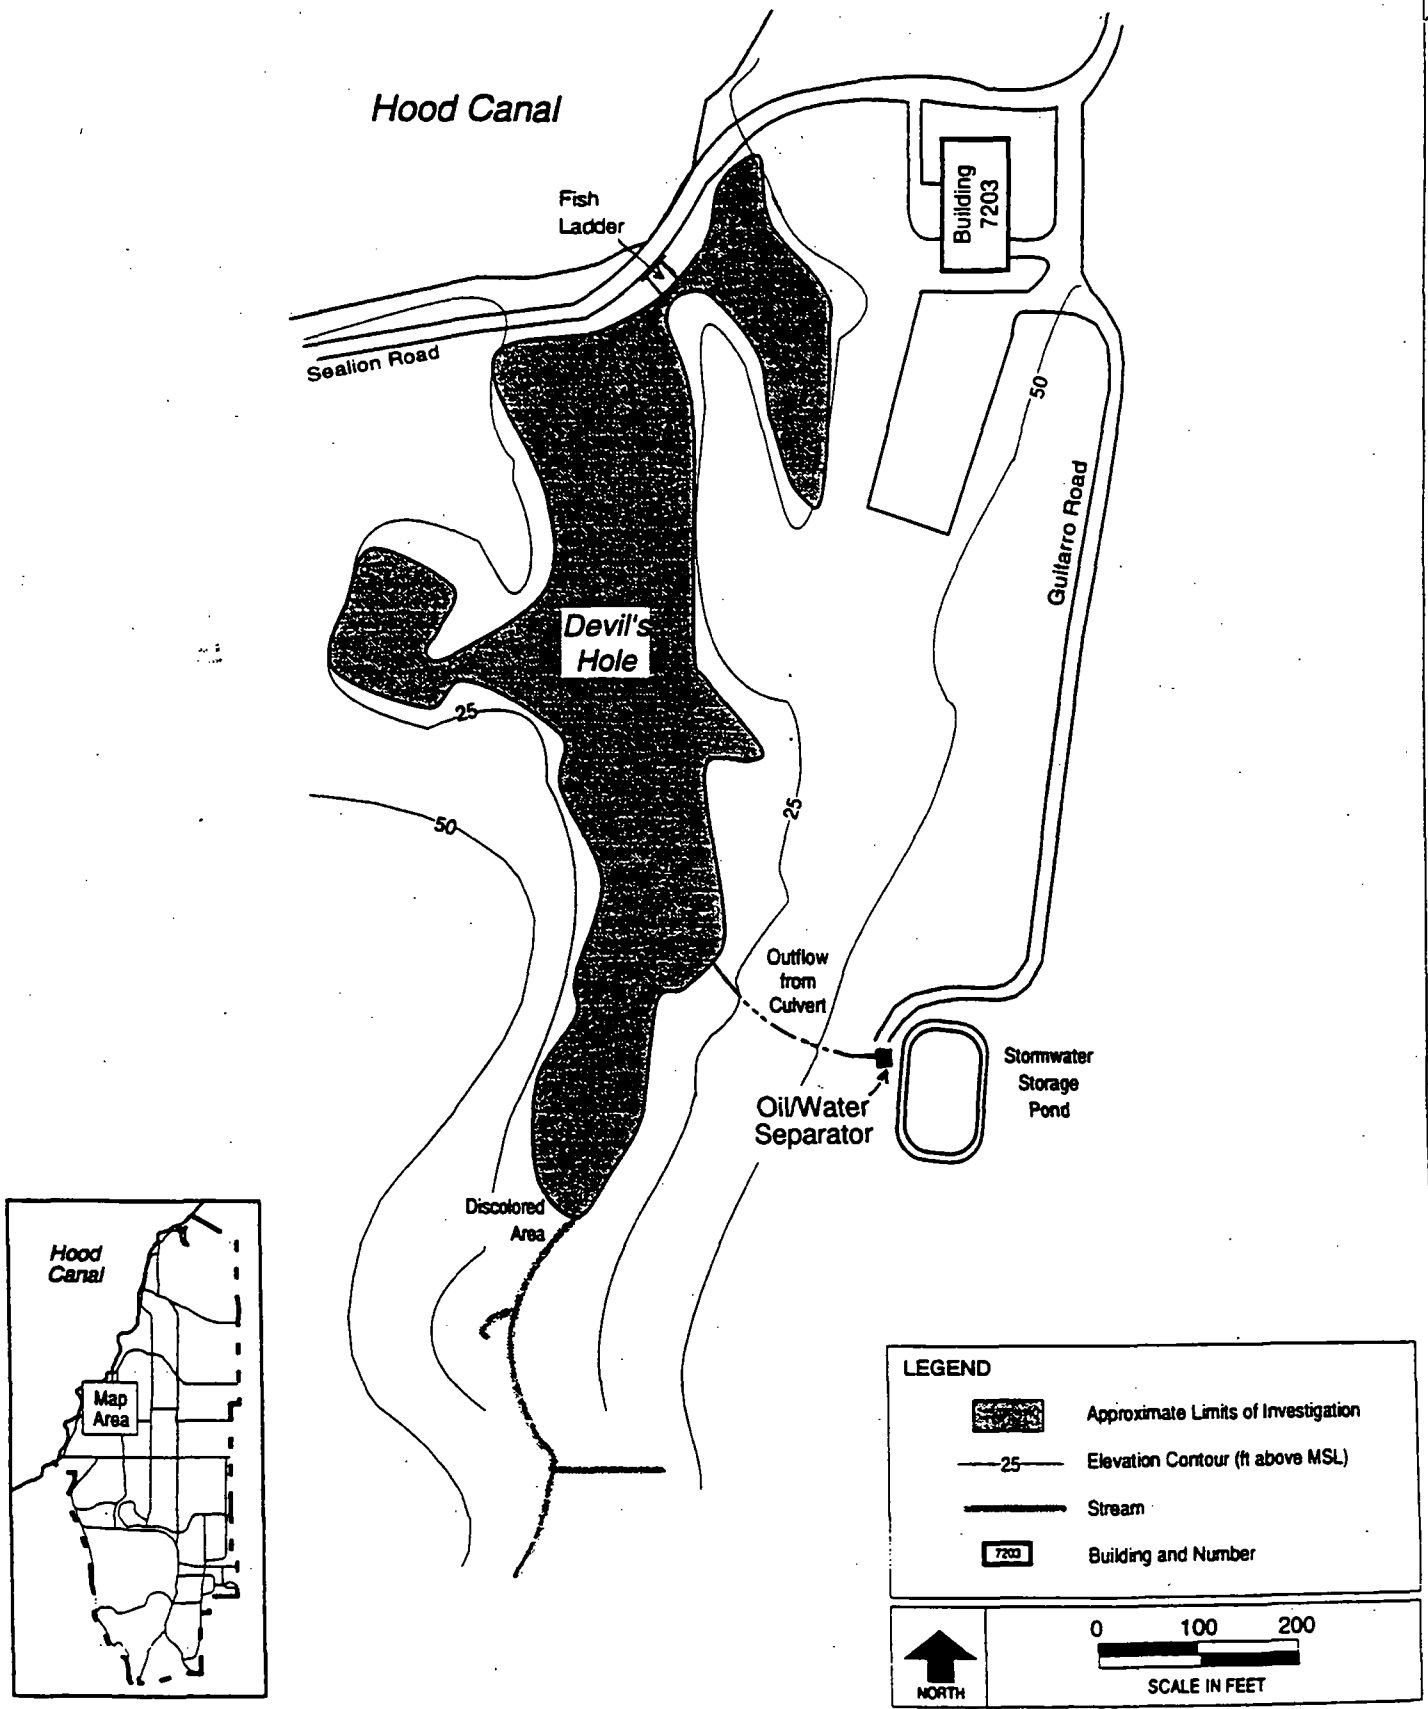 Hood Canal
Fish
Ladder
Building
7203
Sealion Road
50
Guitarro Road
Devil's
Hole
25
50
25
Outflow
from
Culvert
Stormwater
Storage
Pond
Oil/Water
Separator
Discolored
Area
Hood
Canal
Map
Area
LEGEND
Approximate Limits of Investigation
25
Elevation Contour (ft above MSL)
Stream
7203
Building and Number
NORTH
0 100 200
SCALE IN FEET